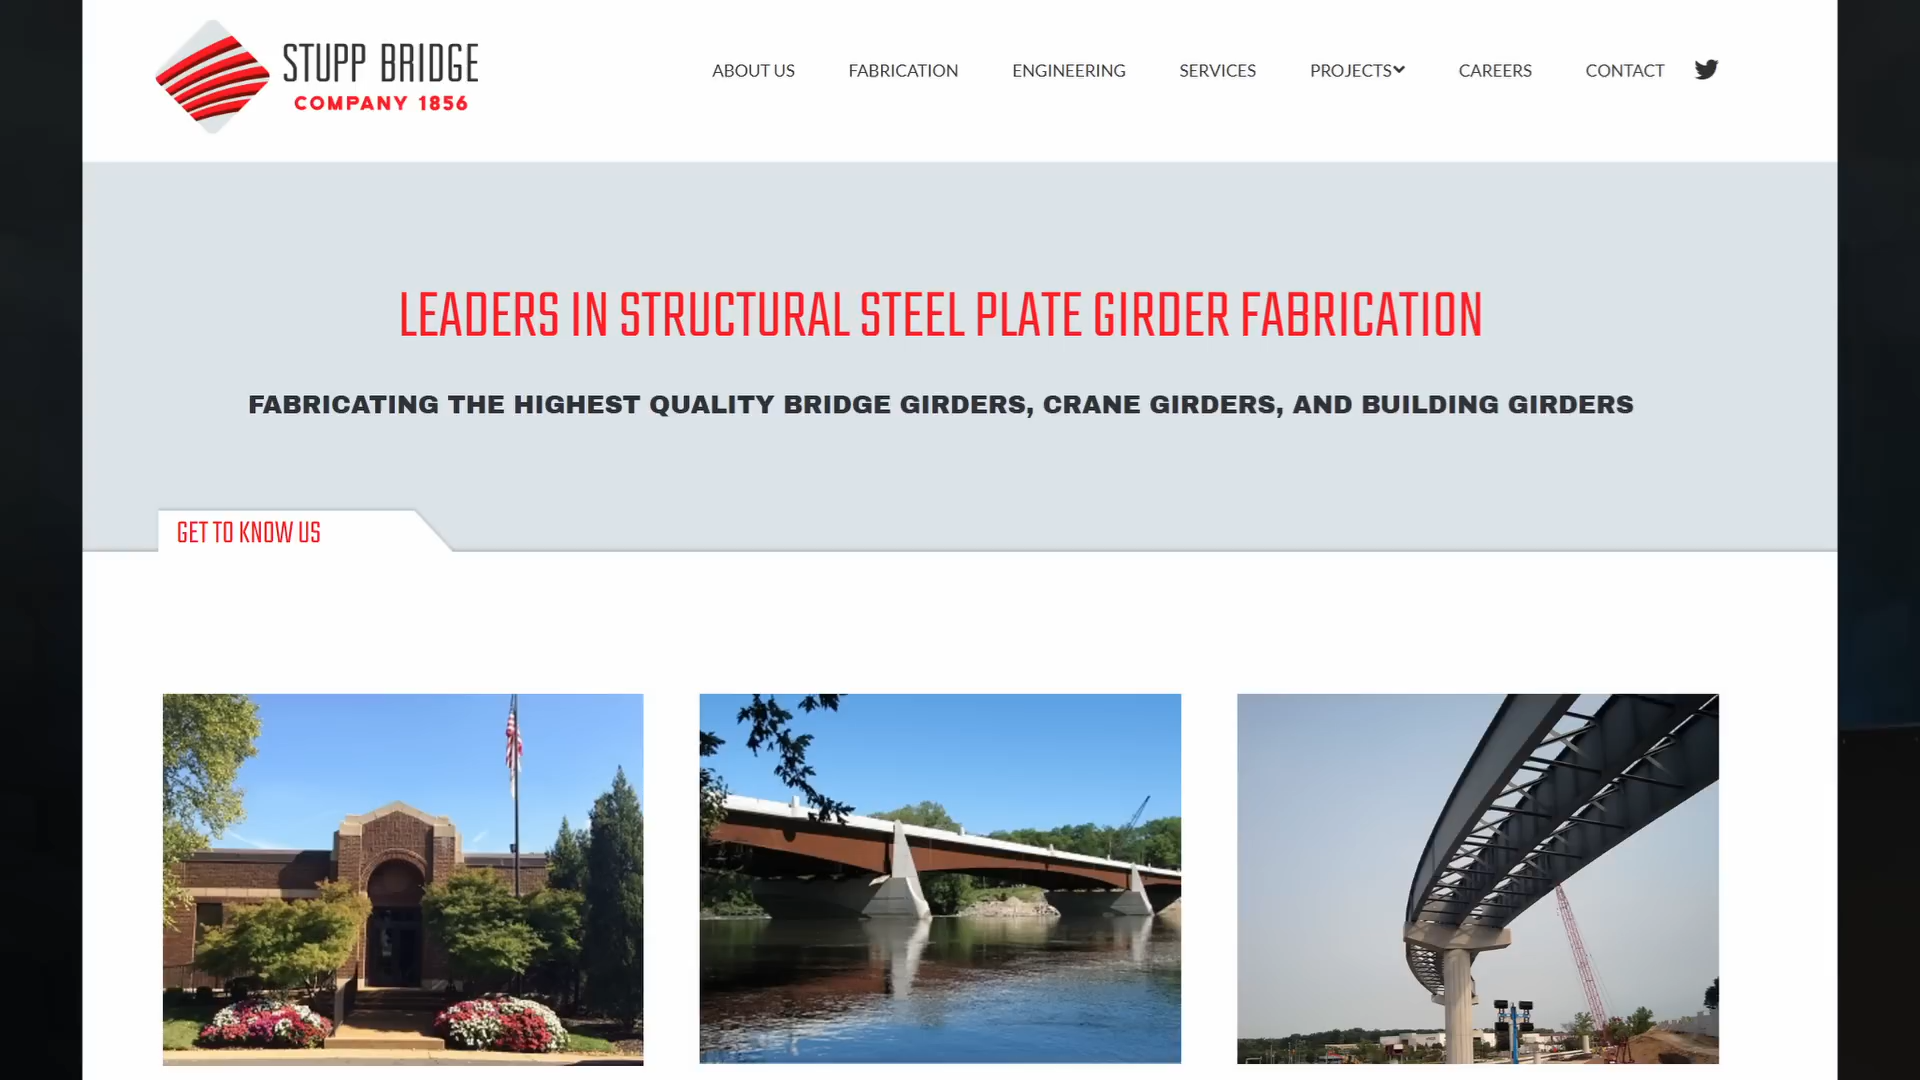 STUPP BRIDGE
COMPANY 1856
ABOUT US
FABRICATION
ENGINEERING
SERVICES
PROJECTS
CAREERS
CONTACT
LEADERS IN STRUCTURAL STEEL PLATE GIRDER FABRICATION
FABRICATING THE HIGHEST QUALITY BRIDGE GIRDERS, CRANE GIRDERS, AND BUILDING GIRDERS
GET TO KNOW US